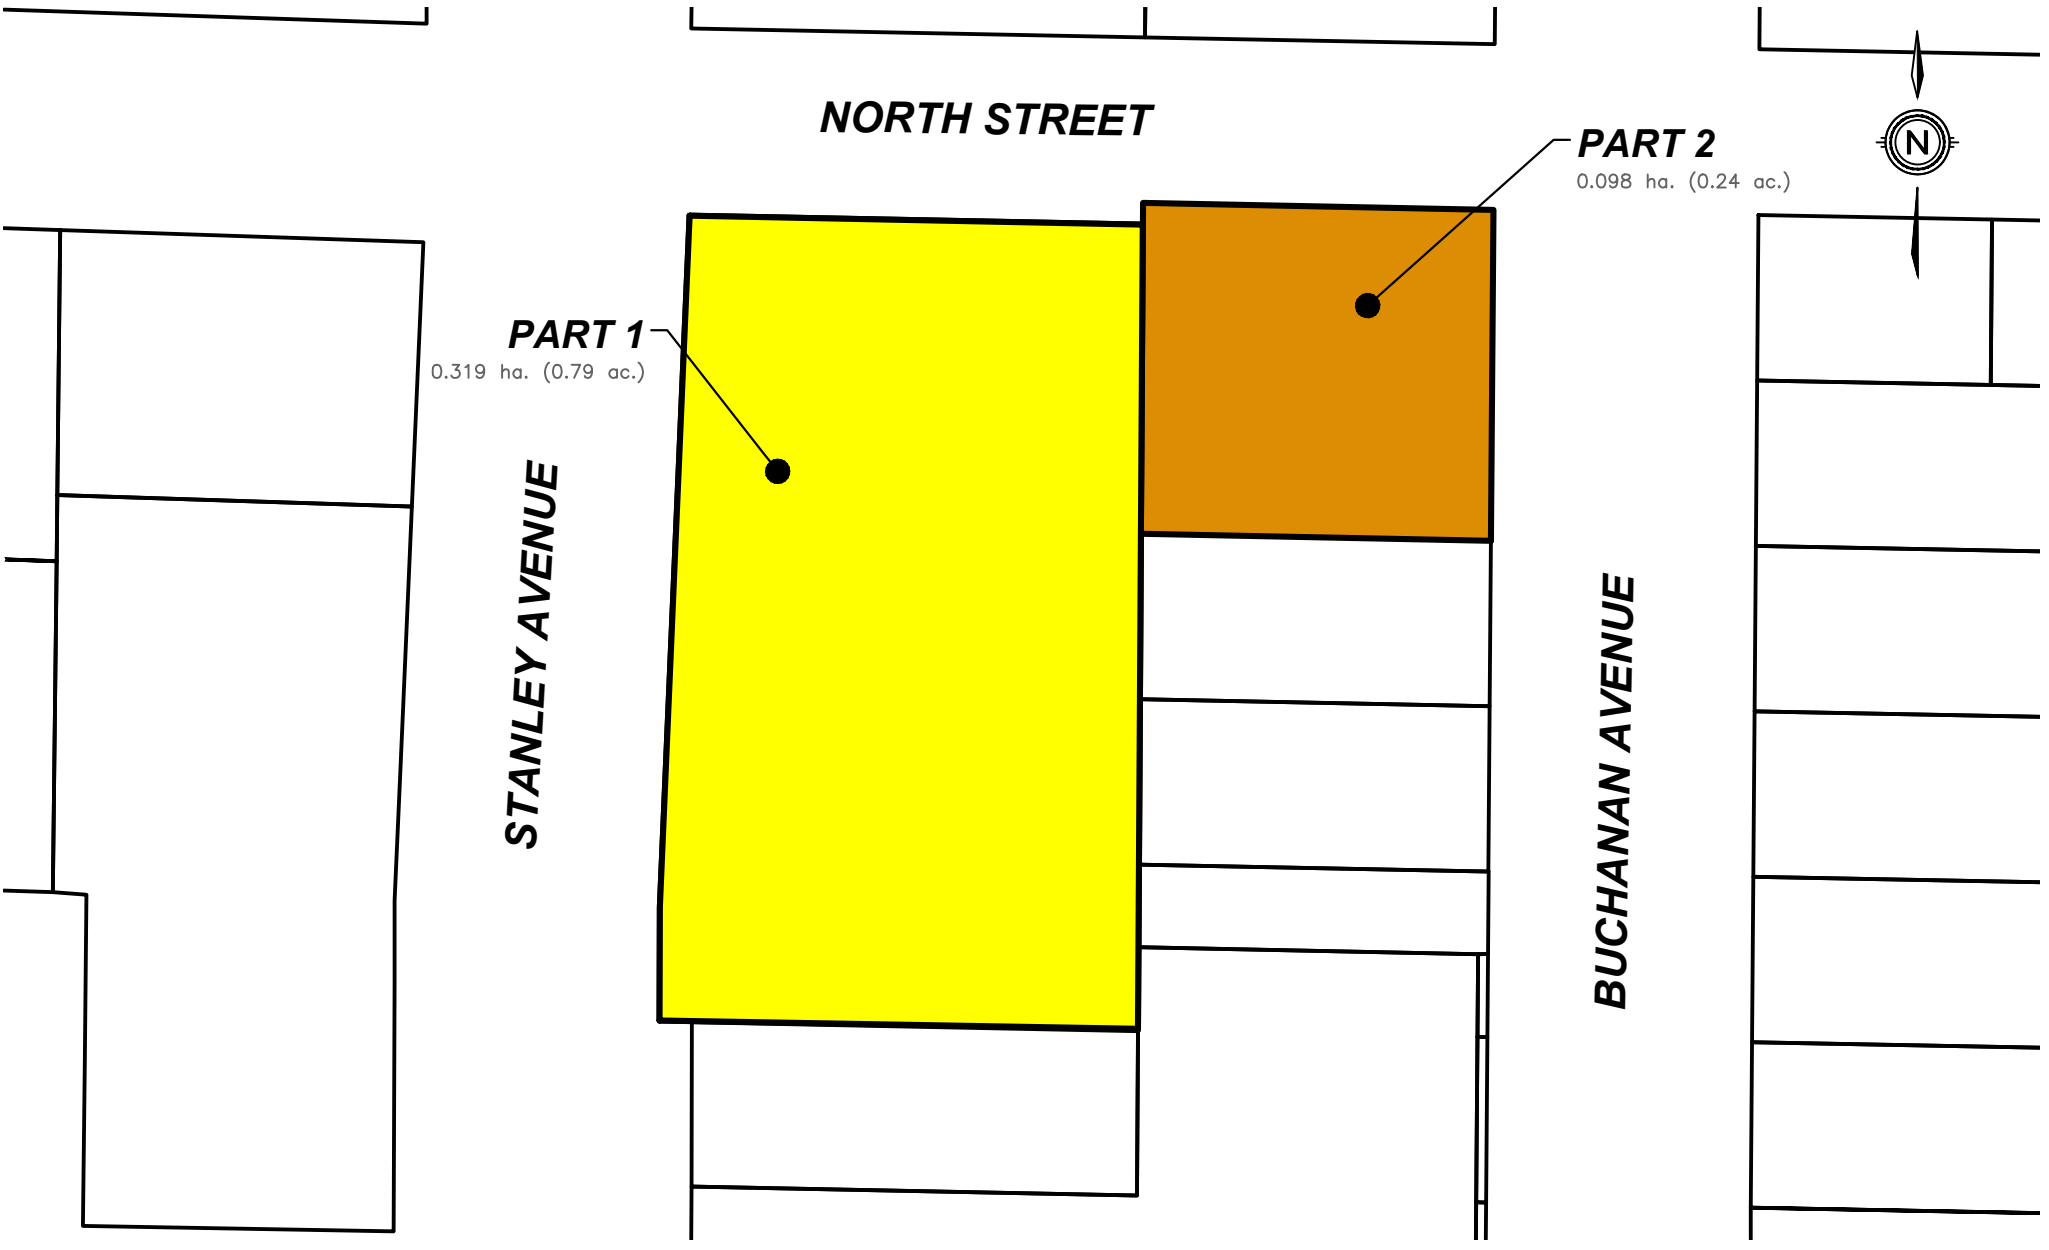 NORTH STREET
PART 2
0.098 ha. (0.24 ac.)
N
PART 1
0.319 ha. (0.79 ac.)
STANLEY AVENUE
BUCHANAN AVENUE